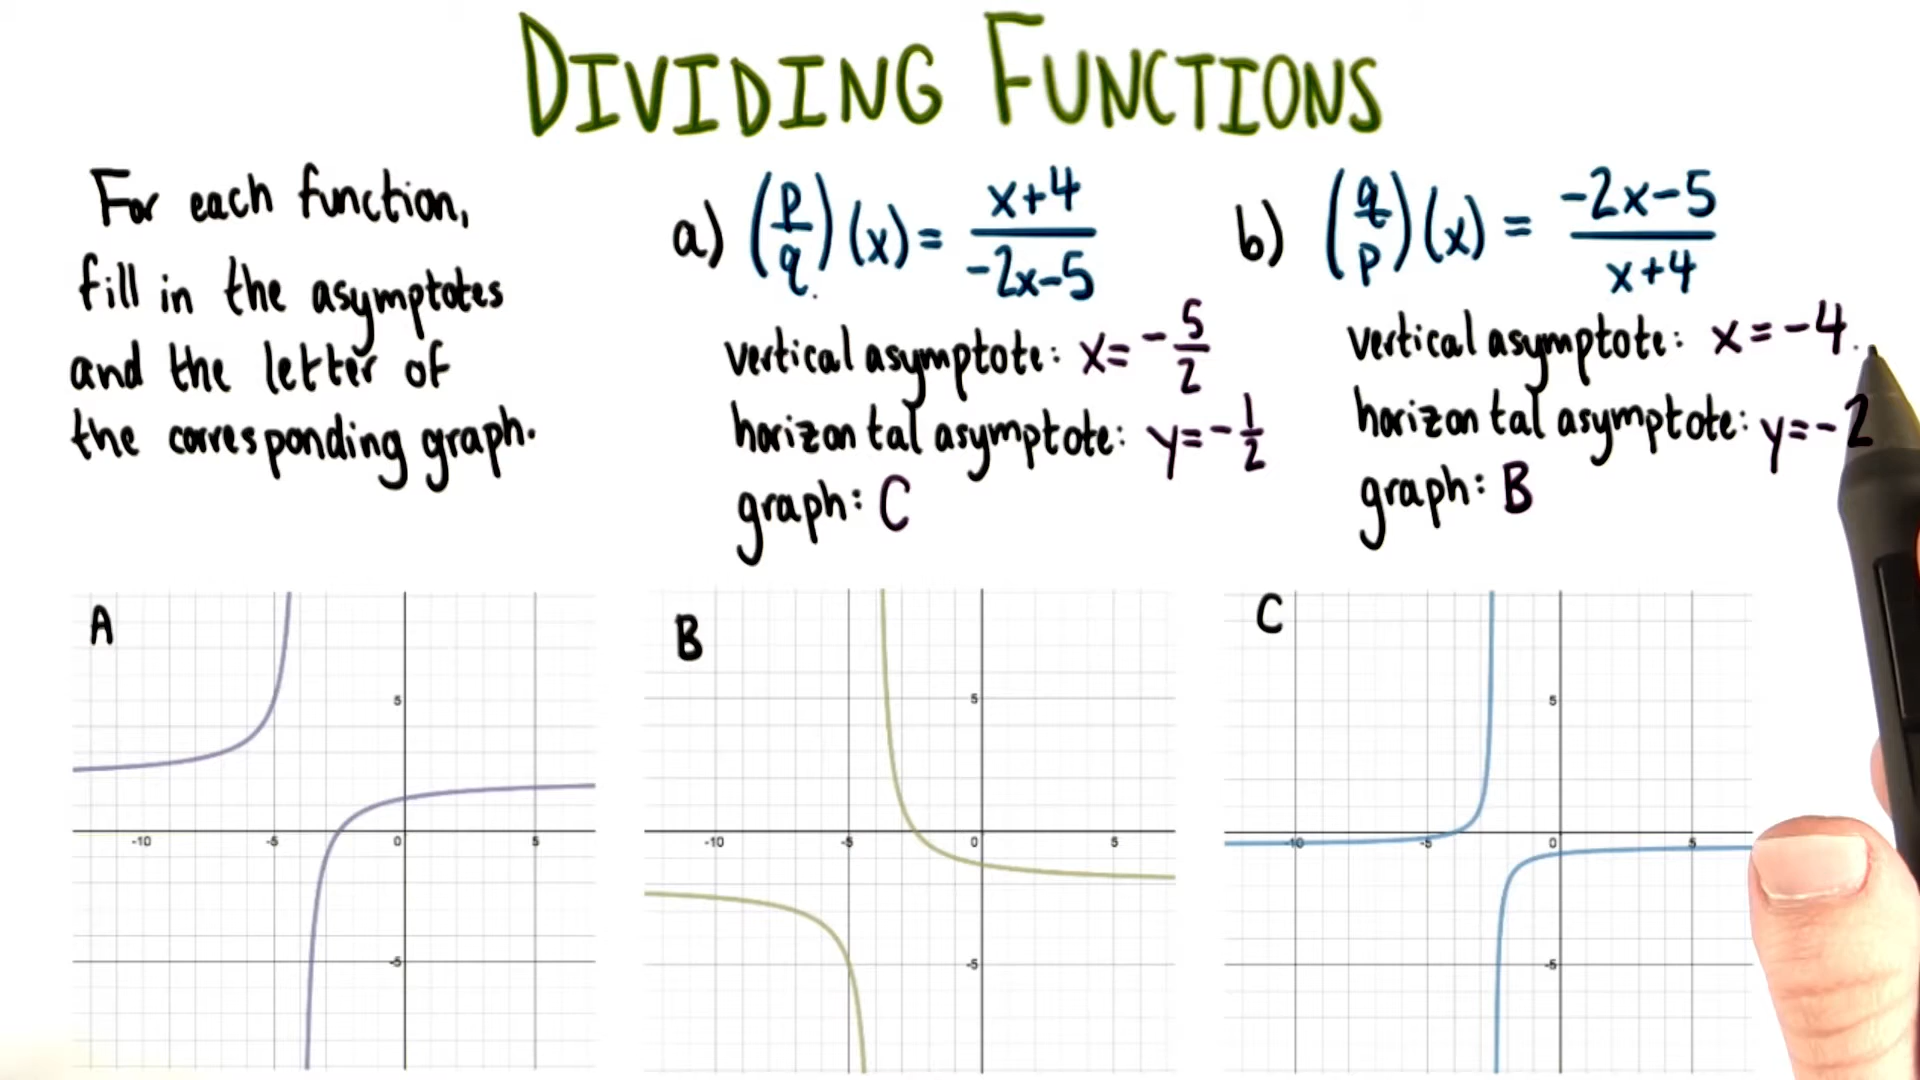 DIVIDING FUNCTIONS
For each function,
fill in the asymptotes
and the letter of
the corresponding graph.
a) (p/q)(x) = (x+4)/(-2x-5)
vertical asymptote: x = -5/2
horizontal asymptote: y = -1/2
graph: C
b) (q/p)(x) = (-2x-5)/(x+4)
vertical asymptote: x = -4
horizontal asymptote: y = -2
graph: B
A
5
-10 -5 0 5
-5
B
5
-10 -5 0 5
-5
C
5
-10 -5 0 5
-5